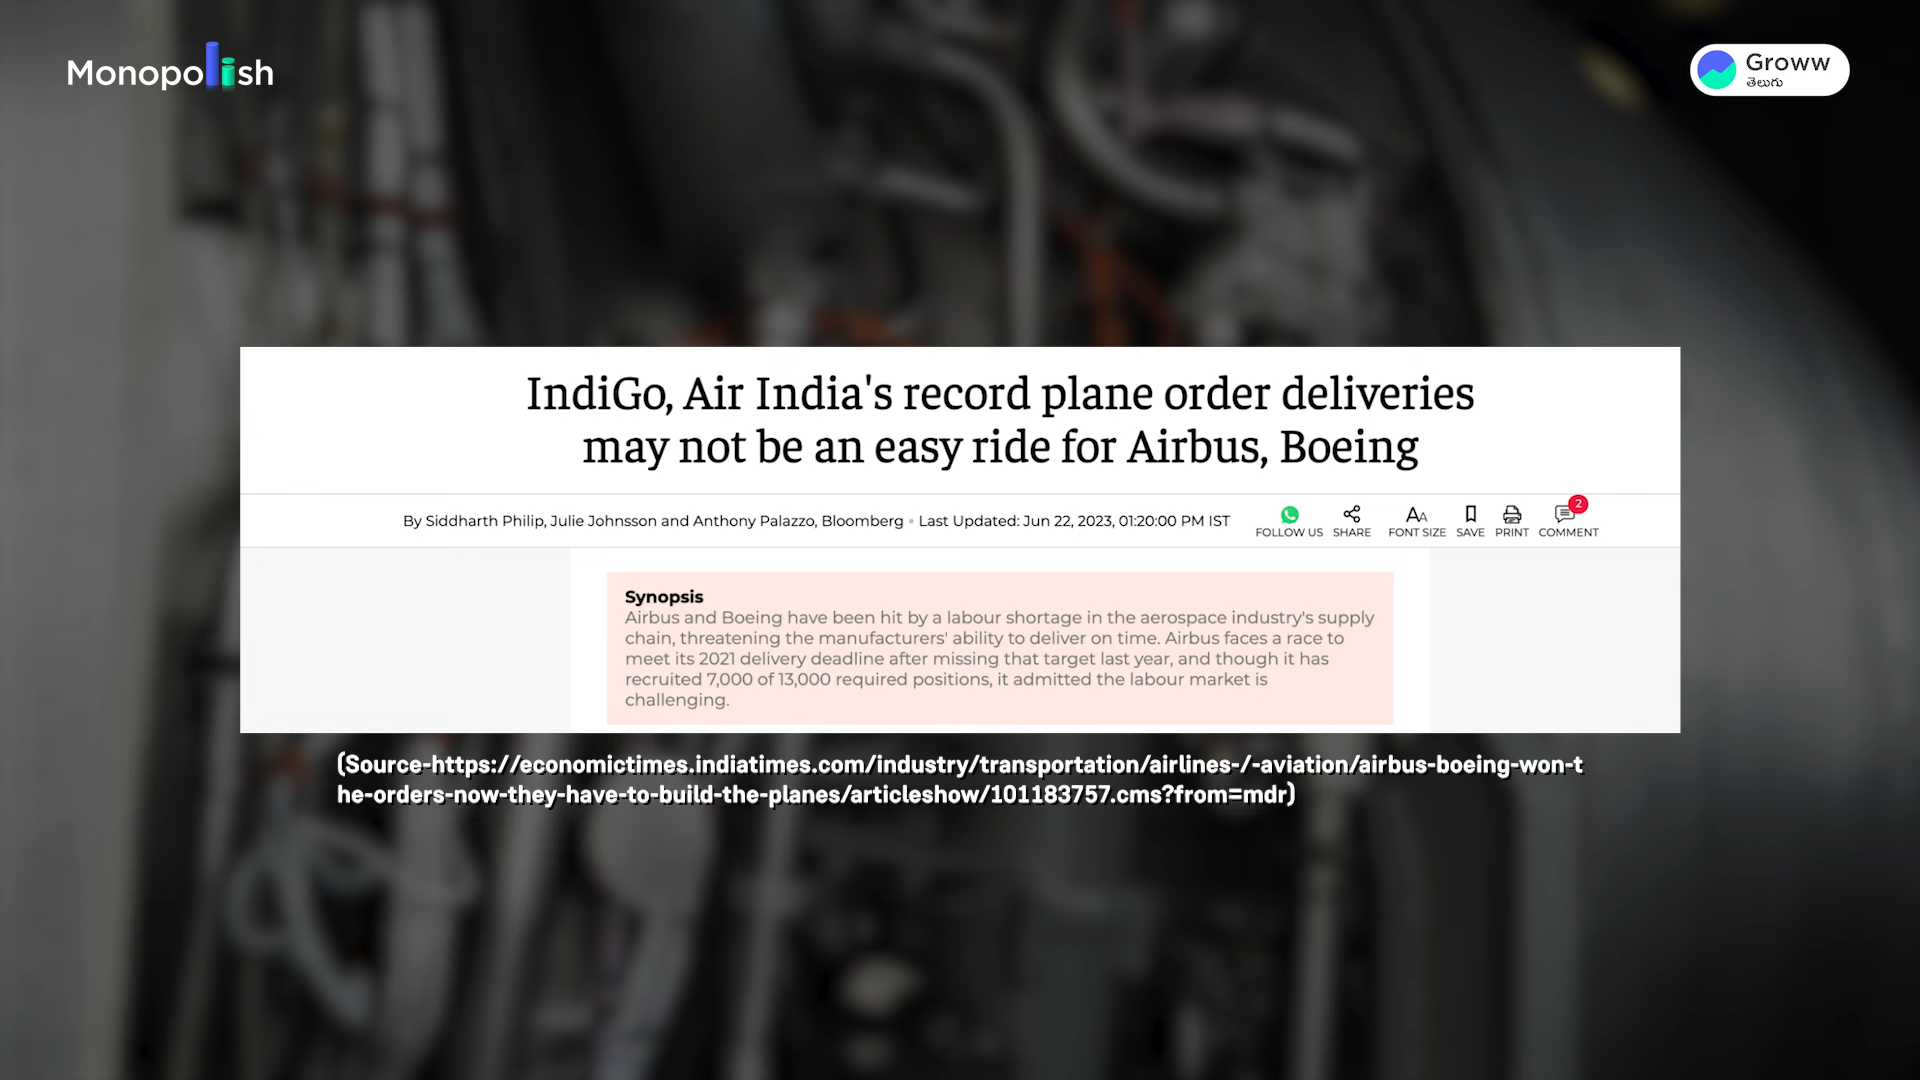 Monopolish
Groww
తెలుగు
IndiGo, Air India's record plane order deliveries
may not be an easy ride for Airbus, Boeing
By Siddharth Philip, Julie Johnsson and Anthony Palazzo, Bloomberg • Last Updated: Jun 22, 2023, 01:20:00 PM IST
2
FOLLOW US SHARE FONT SIZE SAVE PRINT COMMENT
Synopsis
Airbus and Boeing have been hit by a labour shortage in the aerospace industry's supply
chain, threatening the manufacturers' ability to deliver on time. Airbus faces a race to
meet its 2021 delivery deadline after missing that target last year, and though it has
recruited 7,000 of 13,000 required positions, it admitted the labour market is
challenging.
(Source-https://economictimes.indiatimes.com/industry/transportation/airlines-/-aviation/airbus-boeing-won-t
he-orders-now-they-have-to-build-the-planes/articleshow/101183757.cms?from=mdr)